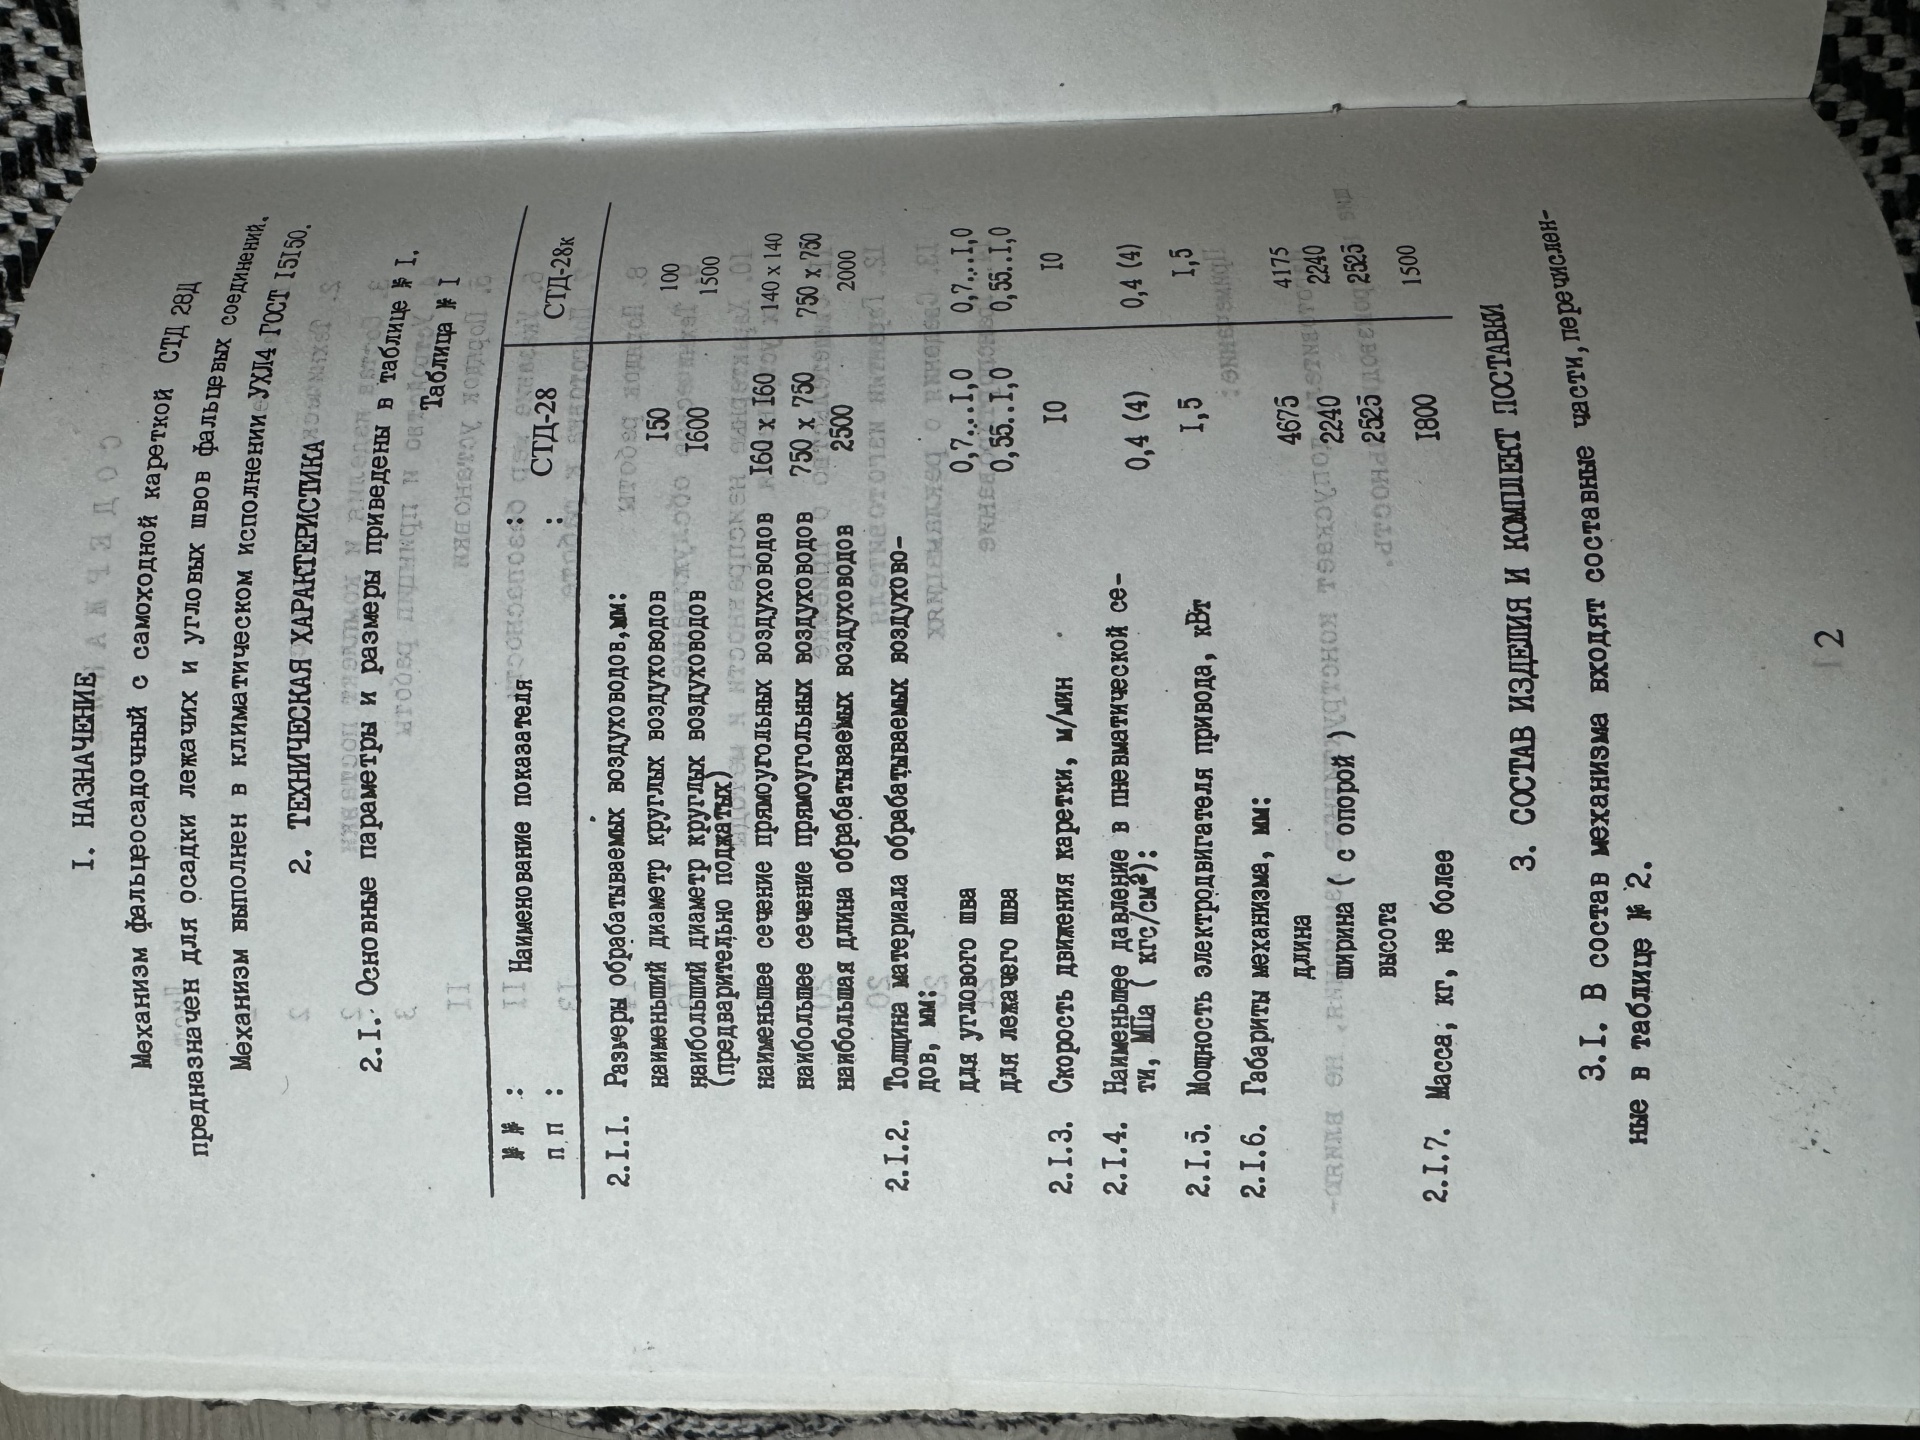 I. НАЗНАЧЕНИЕ
Механизм фальцеосадочный с самоходной кареткой СТД 28Д
предназначен для осадки лежачих и угловых швов фальцевых соединений.
Механизм выполнен в климатическом исполнении УХЛ4 ГОСТ I5I50.
2. ТЕХНИЧЕСКАЯ ХАРАКТЕРИСТИКА
2.I. Основные параметры и размеры приведены в таблице № I.
Таблица № I
№ № : Наименование показателя : СТД-28 СТД-28к
п.п : :
2.I.I. Размеры обрабатываемых воздуховодов,мм:
наименьший диаметр круглых воздуховодов I50 100
наибольший диаметр круглых воздуховодов I600 1500
(предварительно поджатых)
наименьшее сечение прямоугольных воздуховодов I60 x I60 140 x 140
наибольшее сечение прямоугольных воздуховодов 750 x 750 750 x 750
наибольшая длина обрабатываемых воздуховодов 2500 2000
2.I.2. Толщина материала обрабатываемых воздухово-
дов, мм:
для углового шва 0,7...I,0 0,7...I,0
для лежачего шва 0,55..I,0 0,55..I,0
2.I.3. Скорость движения каретки, м/мин I0 I0
2.I.4. Наименьшее давление в пневматической се-
ти, МПа ( кгс/см²): 0,4 (4) 0,4 (4)
2.I.5. Мощность электродвигателя привода, кВт I,5 I,5
2.I.6. Габариты механизма, мм:
длина 4675 4175
ширина ( с опорой ) 2240 2240
высота 2525 2525
2.I.7. Масса, кг, не более I800 1500
3. СОСТАВ ИЗДЕЛИЯ И КОМПЛЕКТ ПОСТАВКИ
3.I. В состав механизма входят составные части,перечислен-
ные в таблице № 2.
2